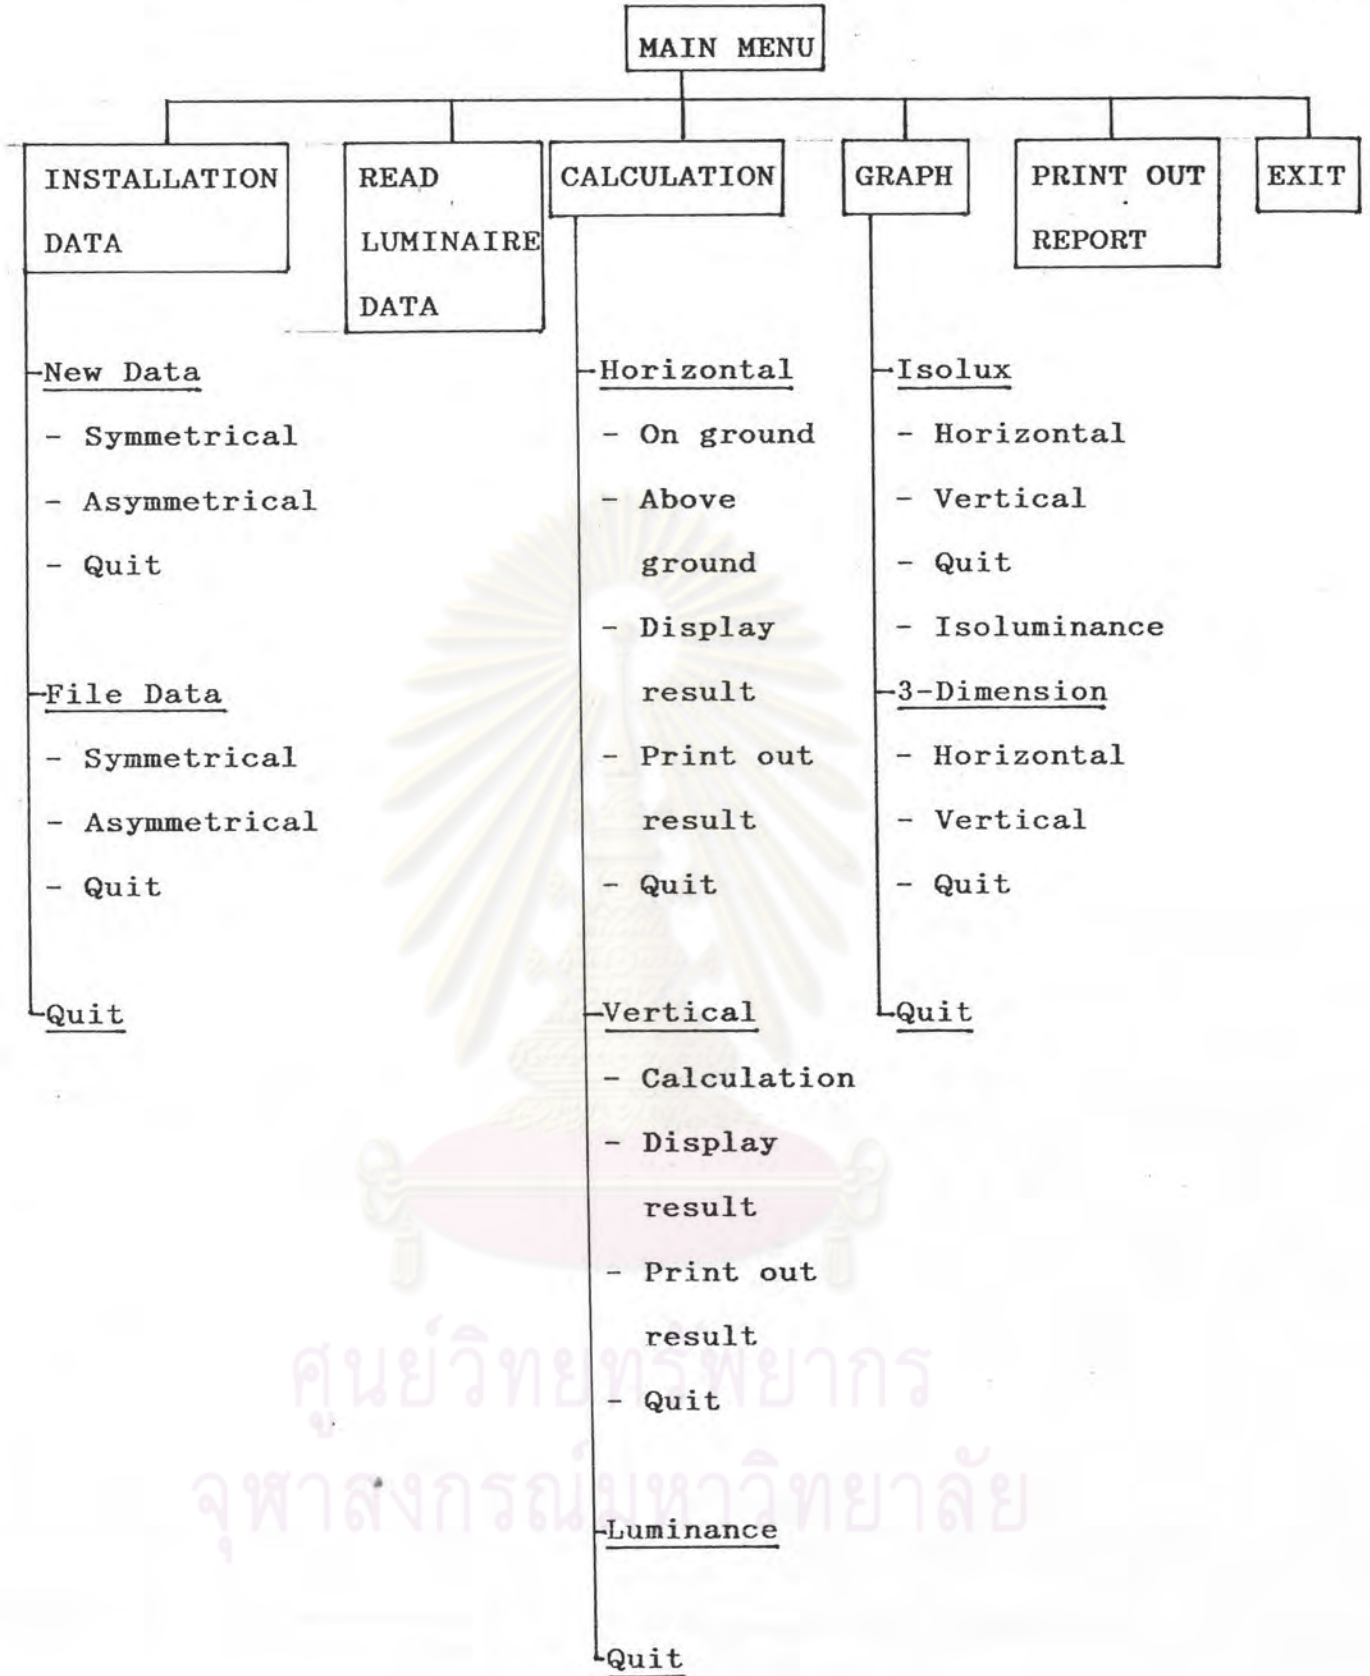 MAIN MENU
INSTALLATION
DATA
READ
LUMINAIRE
DATA
CALCULATION
GRAPH
PRINT OUT
REPORT
EXIT
New Data
- Symmetrical
- Asymmetrical
- Quit
File Data
- Symmetrical
- Asymmetrical
- Quit
Quit
Horizontal
- On ground
- Above
ground
- Display
result
- Print out
result
- Quit
Vertical
- Calculation
- Display
result
- Print out
result
- Quit
Luminance
Quit
Isolux
- Horizontal
- Vertical
- Quit
- Isoluminance
3-Dimension
- Horizontal
- Vertical
- Quit
Quit
ศูนย์วิทยทรัพยากร
จุฬาลงกรณ์มหาวิทยาลัย